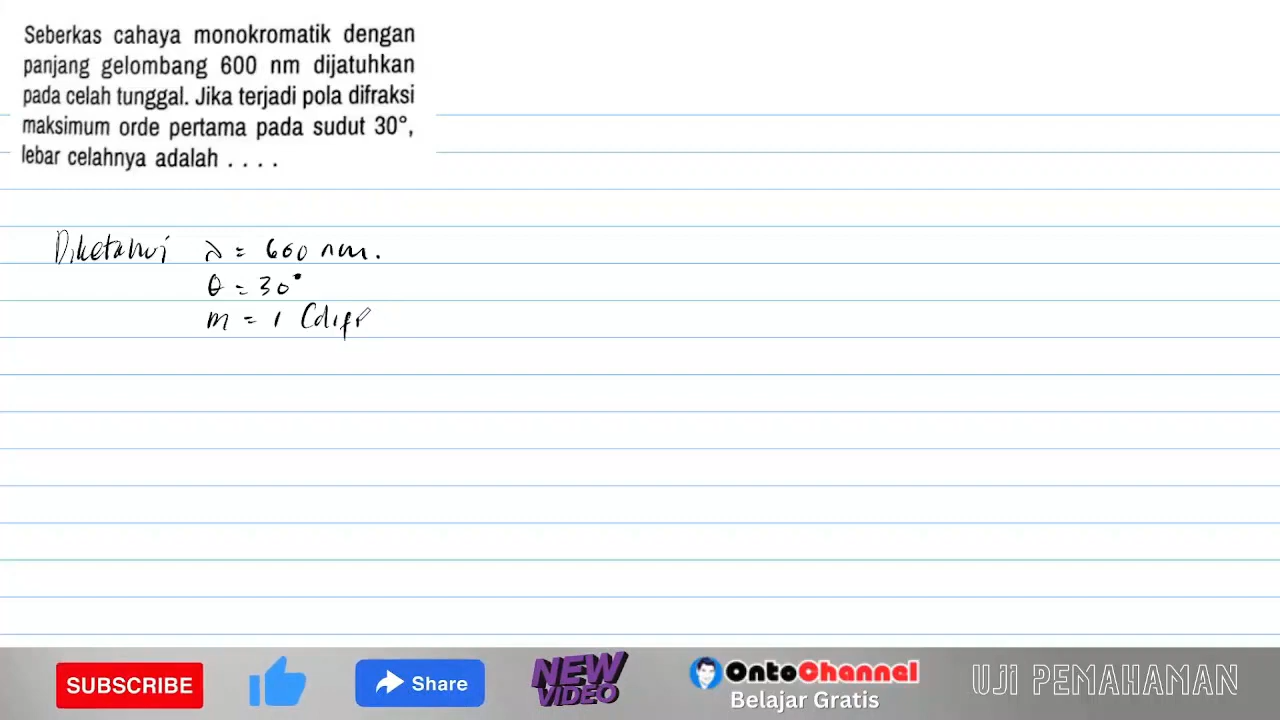 Seberkas cahaya monokromatik dengan
panjang gelombang 600 nm dijatuhkan
pada celah tunggal. Jika terjadi pola difraksi
maksimum orde pertama pada sudut 30°,
lebar celahnya adalah . . . .
Diketahui λ = 600 nm.
θ = 30°
m = 1 (difr
SUBSCRIBE
Share
NEW
VIDEO
OntoChannel
Belajar Gratis
UJI PEMAHAMAN